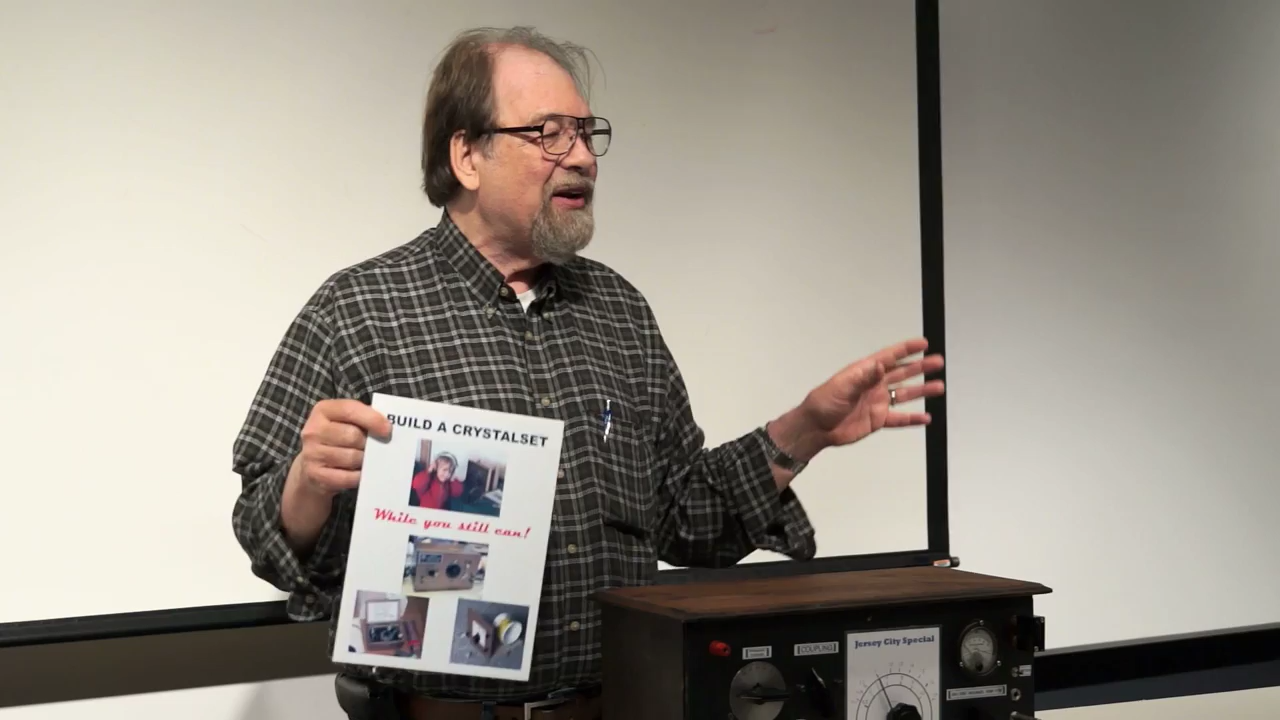 BUILD A CRYSTALSET
While you still can!
Jersey City Special
COUPLING